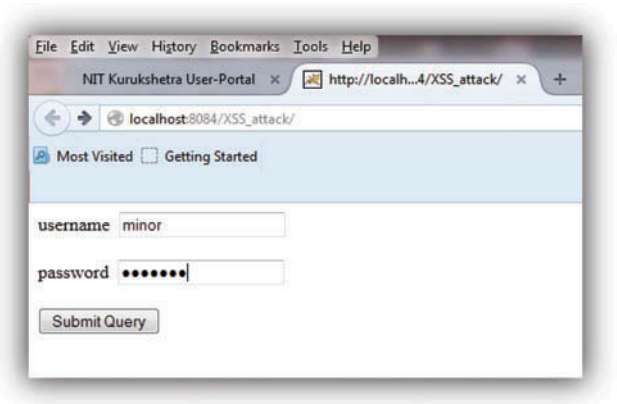 File Edit View History Bookmarks Tools Help
NIT Kurukshetra User-Portal × http://localh...4/XSS_attack/ × +
localhost:8084/XSS_attack/
Most Visited Getting Started
username minor
password •••••••
Submit Query